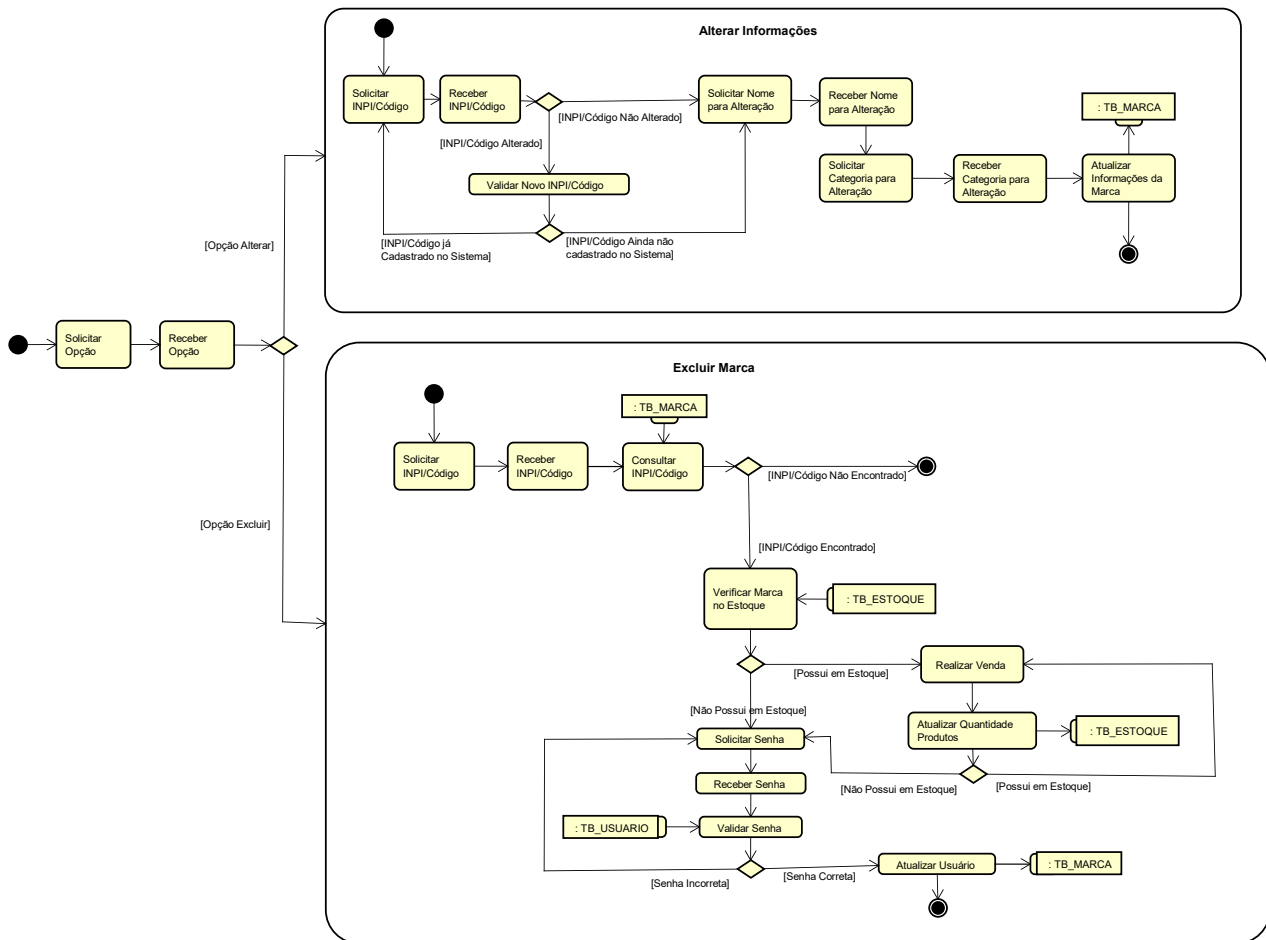 Alterar Informações
Solicitar
INPI/Código
Receber
INPI/Código
[INPI/Código Não Alterado]
[INPI/Código Alterado]
Validar Novo INPI/Código
[INPI/Código já
Cadastrado no Sistema]
[INPI/Código Ainda não
cadastrado no Sistema]
Solicitar Nome
para Alteração
Receber Nome
para Alteração
Solicitar
Categoria para
Alteração
Receber
Categoria para
Alteração
: TB_MARCA
Atualizar
Informações da
Marca
[Opção Alterar]
Solicitar
Opção
Receber
Opção
[Opção Excluir]
Excluir Marca
Solicitar
INPI/Código
Receber
INPI/Código
: TB_MARCA
Consultar
INPI/Código
[INPI/Código Não Encontrado]
[INPI/Código Encontrado]
Verificar Marca
no Estoque
: TB_ESTOQUE
[Possui em Estoque]
Realizar Venda
[Não Possui em Estoque]
Atualizar Quantidade
Produtos
: TB_ESTOQUE
Solicitar Senha
[Não Possui em Estoque]
[Possui em Estoque]
Receber Senha
: TB_USUARIO
Validar Senha
[Senha Incorreta]
[Senha Correta]
Atualizar Usuário
: TB_MARCA